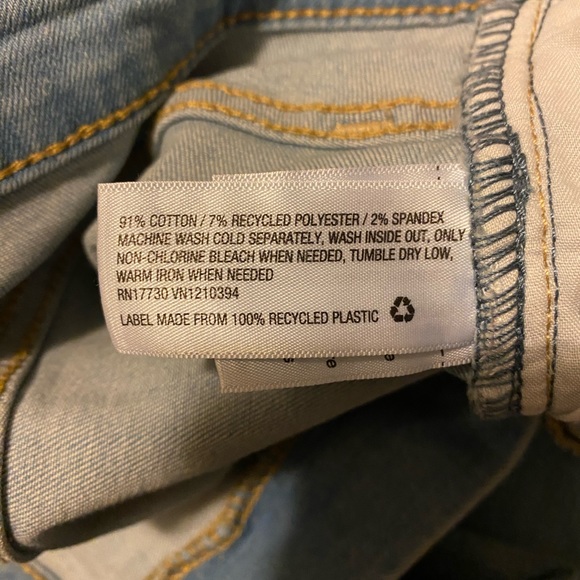 91% COTTON / 7% RECYCLED POLYESTER / 2% SPANDEX
MACHINE WASH COLD SEPARATELY, WASH INSIDE OUT, ONLY
NON-CHLORINE BLEACH WHEN NEEDED, TUMBLE DRY LOW,
WARM IRON WHEN NEEDED
RN17730 VN1210394
LABEL MADE FROM 100% RECYCLED PLASTIC